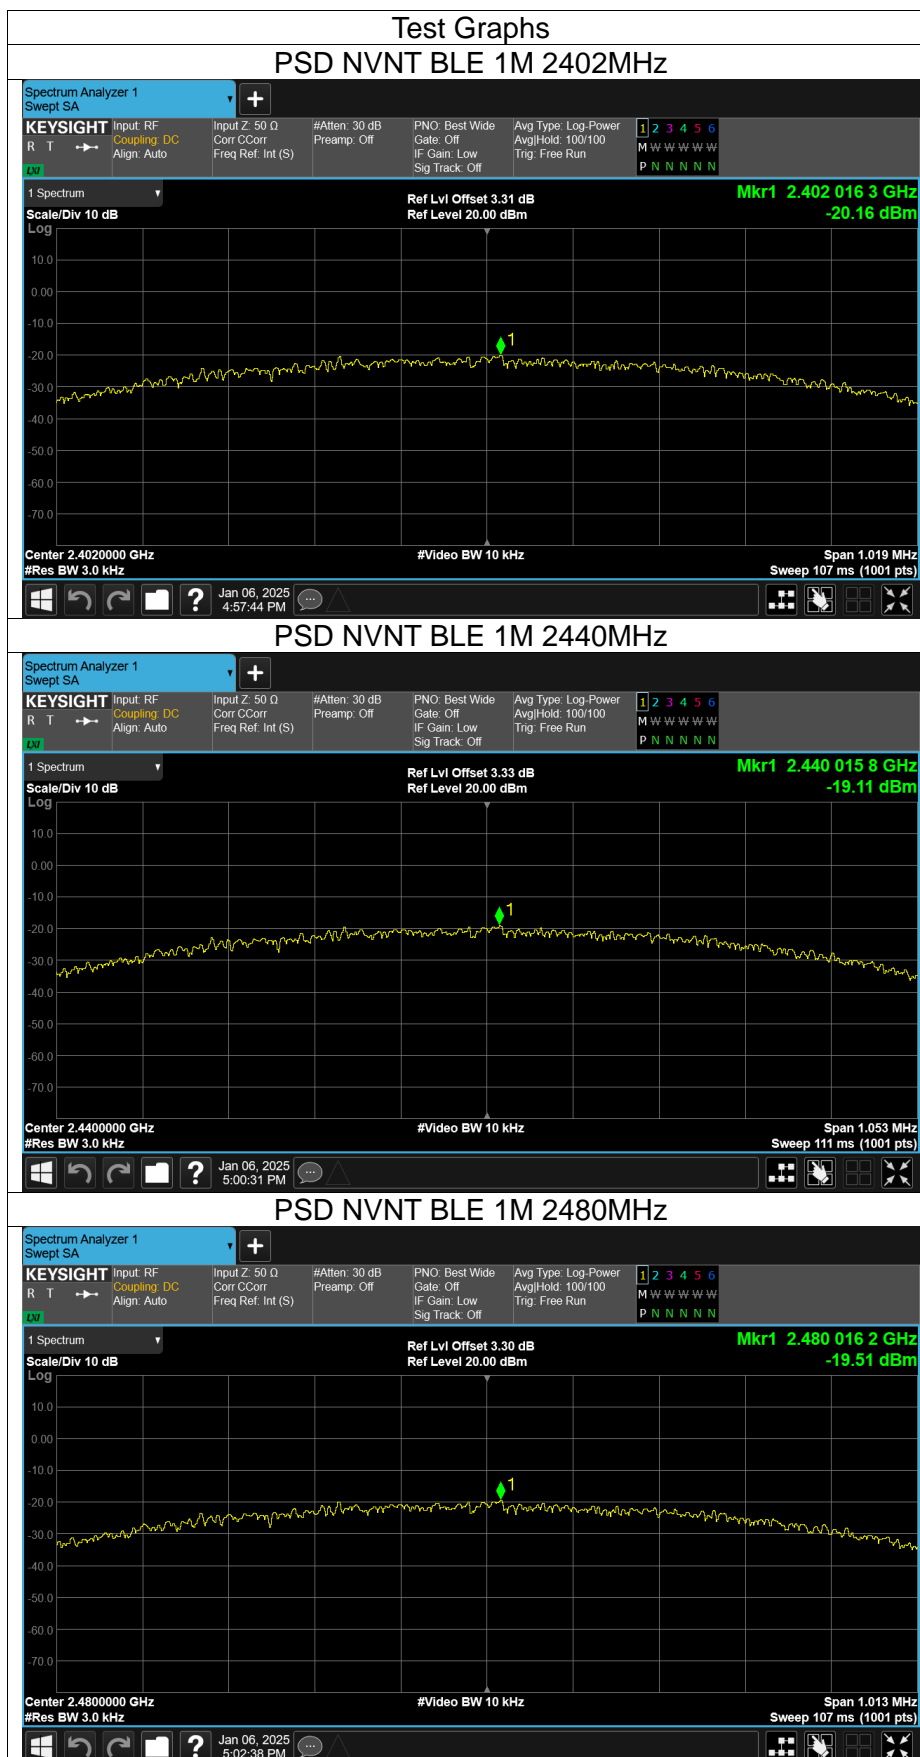 Test Graphs
PSD NVNT BLE 1M 2402MHz
Spectrum Analyzer 1
Swept SA
KEYSIGHT Input: RF Input Z: 50 Ω #Atten: 30 dB PNO: Best Wide Avg Type: Log-Power 1 2 3 4 5 6
R T Coupling: DC Corr CCorr Preamp: Off Gate: Off Avg|Hold: 100/100 M W W W W W
Align: Auto Freq Ref: Int (S) IF Gain: Low Trig: Free Run
LXI Sig Track: Off P N N N N N
1 Spectrum Ref Lvl Offset 3.31 dB Mkr1 2.402 016 3 GHz
Scale/Div 10 dB Ref Level 20.00 dBm -20.16 dBm
Log
10.0
0.00
-10.0
1
-20.0
-30.0
-40.0
-50.0
-60.0
-70.0
Center 2.4020000 GHz #Video BW 10 kHz Span 1.019 MHz
#Res BW 3.0 kHz Sweep 107 ms (1001 pts)
? Jan 06, 2025
4:57:44 PM
PSD NVNT BLE 1M 2440MHz
Spectrum Analyzer 1
Swept SA
KEYSIGHT Input: RF Input Z: 50 Ω #Atten: 30 dB PNO: Best Wide Avg Type: Log-Power 1 2 3 4 5 6
R T Coupling: DC Corr CCorr Preamp: Off Gate: Off Avg|Hold: 100/100 M W W W W W
Align: Auto Freq Ref: Int (S) IF Gain: Low Trig: Free Run
LXI Sig Track: Off P N N N N N
1 Spectrum Ref Lvl Offset 3.33 dB Mkr1 2.440 015 8 GHz
Scale/Div 10 dB Ref Level 20.00 dBm -19.11 dBm
Log
10.0
0.00
-10.0
1
-20.0
-30.0
-40.0
-50.0
-60.0
-70.0
Center 2.4400000 GHz #Video BW 10 kHz Span 1.053 MHz
#Res BW 3.0 kHz Sweep 111 ms (1001 pts)
? Jan 06, 2025
5:00:31 PM
PSD NVNT BLE 1M 2480MHz
Spectrum Analyzer 1
Swept SA
KEYSIGHT Input: RF Input Z: 50 Ω #Atten: 30 dB PNO: Best Wide Avg Type: Log-Power 1 2 3 4 5 6
R T Coupling: DC Corr CCorr Preamp: Off Gate: Off Avg|Hold: 100/100 M W W W W W
Align: Auto Freq Ref: Int (S) IF Gain: Low Trig: Free Run
LXI Sig Track: Off P N N N N N
1 Spectrum Ref Lvl Offset 3.30 dB Mkr1 2.480 016 2 GHz
Scale/Div 10 dB Ref Level 20.00 dBm -19.51 dBm
Log
10.0
0.00
-10.0
1
-20.0
-30.0
-40.0
-50.0
-60.0
-70.0
Center 2.4800000 GHz #Video BW 10 kHz Span 1.013 MHz
#Res BW 3.0 kHz Sweep 107 ms (1001 pts)
? Jan 06, 2025
5:02:38 PM